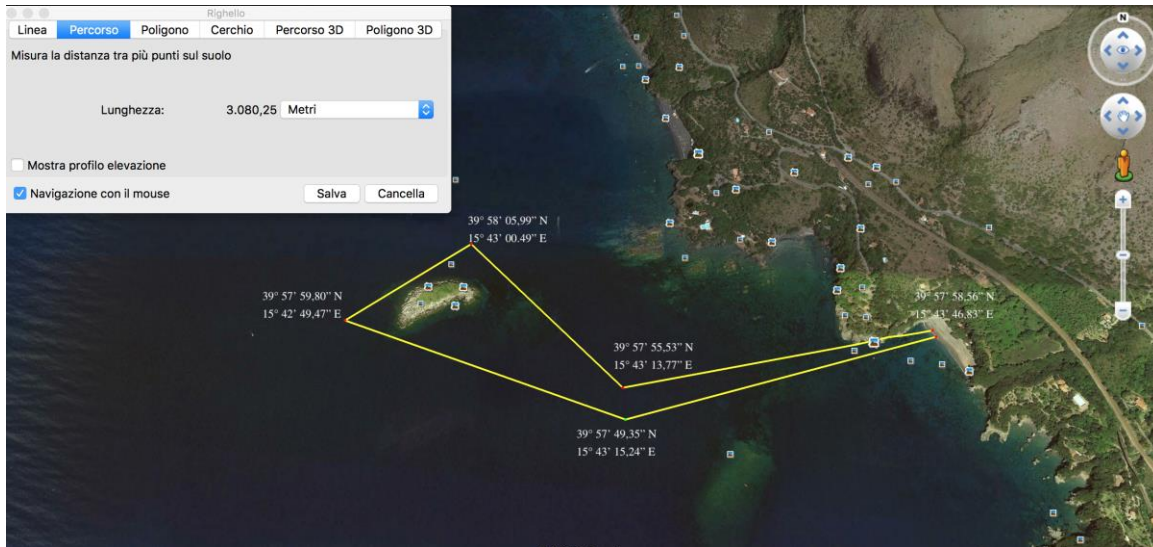 Righello
Linea Percorso Poligono Cerchio Percorso 3D Poligono 3D
Misura la distanza tra più punti sul suolo
Lunghezza: 3.080,25 Metri
Mostra profilo elevazione
Navigazione con il mouse Salva Cancella
N
39° 58’ 05,99” N
15° 43’ 00.49” E
39° 57’ 59,80” N
15° 42’ 49,47” E
39° 57’ 58,56” N
15° 43’ 46,83” E
39° 57’ 55,53” N
15° 43’ 13,77” E
39° 57’ 49,35” N
15° 43’ 15,24” E